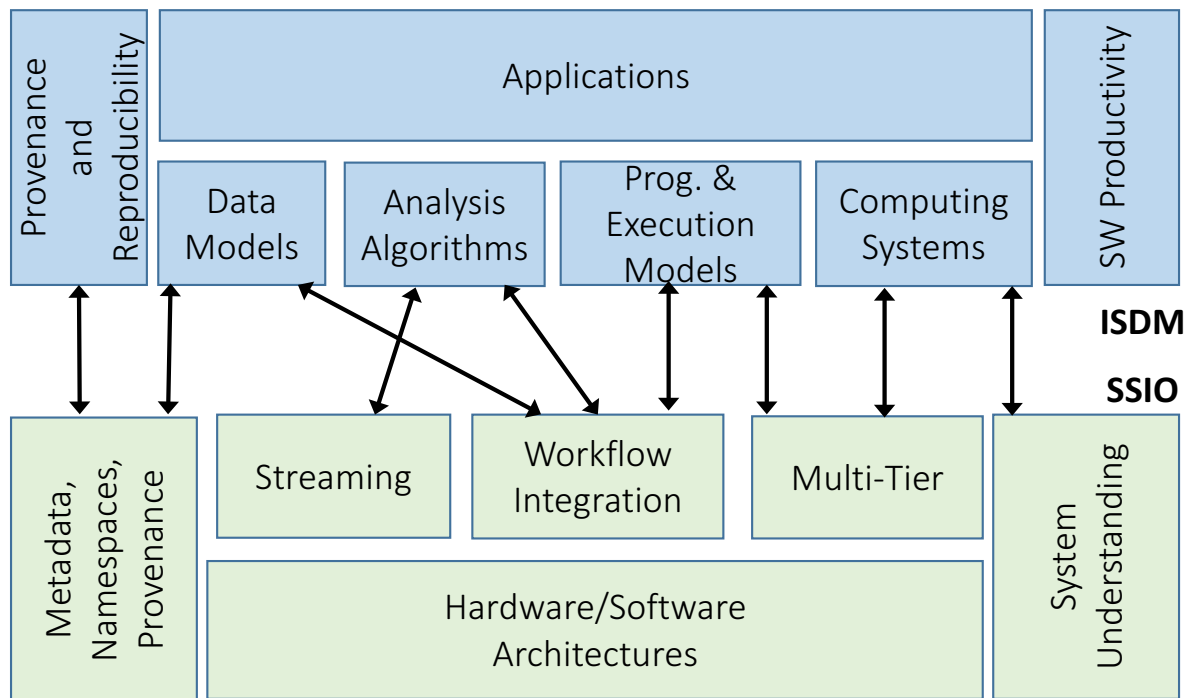 Provenance
and
Reproducibility
Applications
SW Productivity
Data
Models
Analysis
Algorithms
Prog. &
Execution
Models
Computing
Systems
ISDM
SSIO
Metadata,
Namespaces,
Provenance
Streaming
Workflow
Integration
Multi-Tier
System
Understanding
Hardware/Software
Architectures